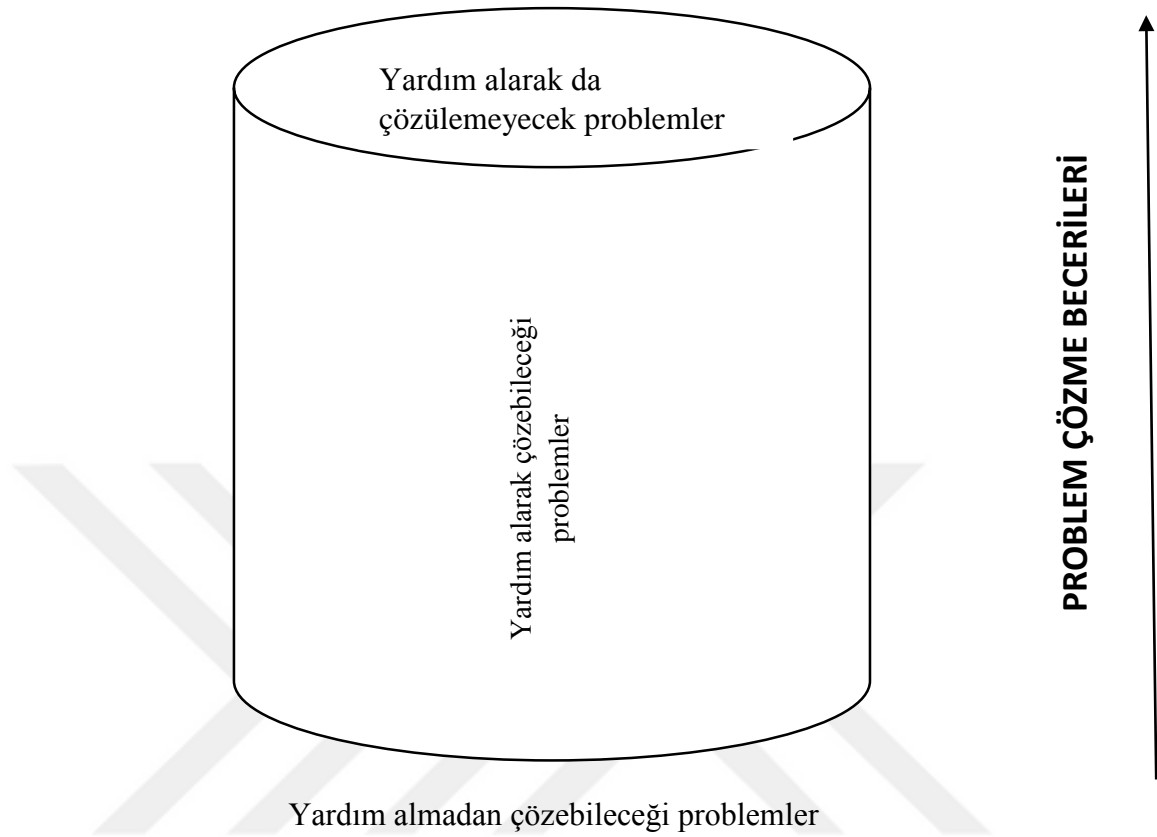 Yardım alarak da
çözülemeyecek problemler
Yardım alarak çözebileceği
problemler
PROBLEM ÇÖZME BECERİLERİ
Yardım almadan çözebileceği problemler